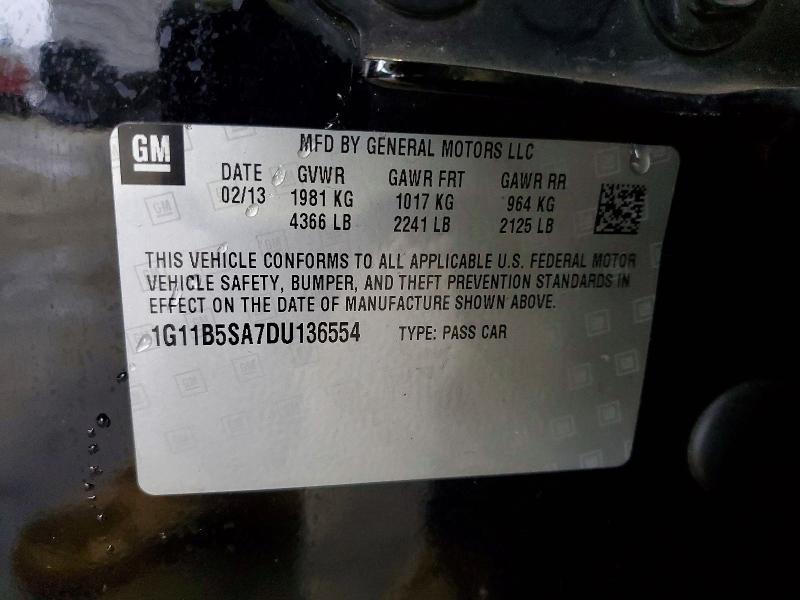 GM
MFD BY GENERAL MOTORS LLC
DATE GVWR GAWR FRT GAWR RR
02/13 1981 KG 1017 KG 964 KG
4366 LB 2241 LB 2125 LB
THIS VEHICLE CONFORMS TO ALL APPLICABLE U.S. FEDERAL MOTOR
VEHICLE SAFETY, BUMPER, AND THEFT PREVENTION STANDARDS IN
EFFECT ON THE DATE OF MANUFACTURE SHOWN ABOVE.
1G11B5SA7DU136554 TYPE: PASS CAR